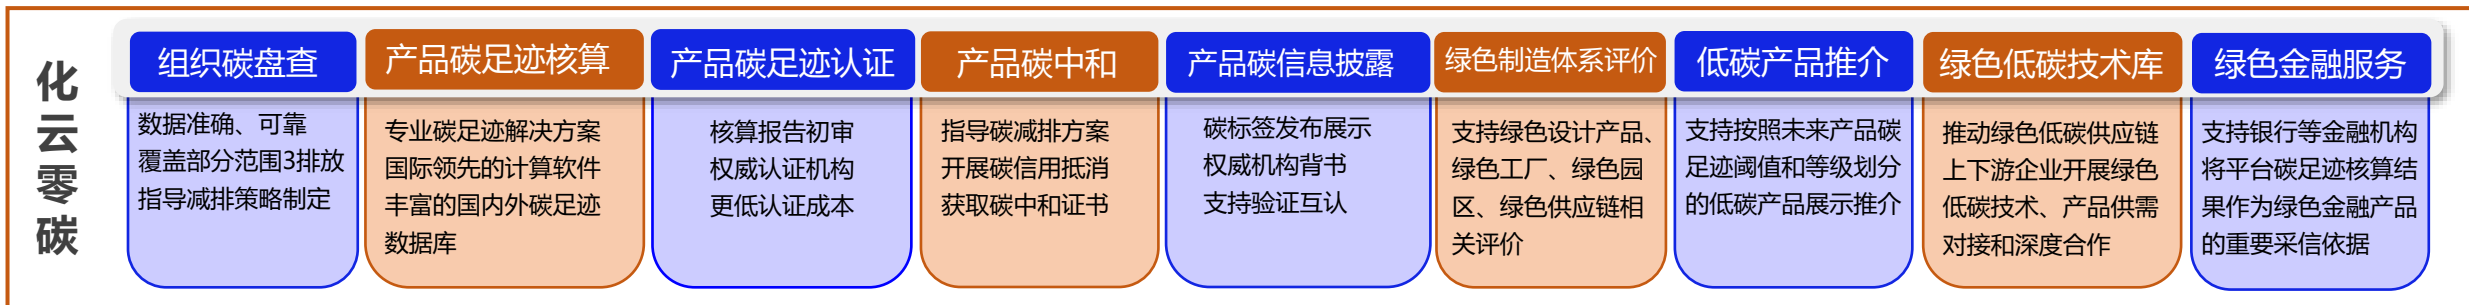 化云零碳
组织碳盘查
数据准确、可靠
覆盖部分范围3排放
指导减排策略制定
产品碳足迹核算
专业碳足迹解决方案
国际领先的计算软件
丰富的国内外碳足迹
数据库
产品碳足迹认证
核算报告初审
权威认证机构
更低认证成本
产品碳中和
指导碳减排方案
开展碳信用抵消
获取碳中和证书
产品碳信息披露
碳标签发布展示
权威机构背书
支持验证互认
绿色制造体系评价
支持绿色设计产品、
绿色工厂、绿色园
区、绿色供应链相
关评价
低碳产品推介
支持按照未来产品碳
足迹阈值和等级划分
的低碳产品展示推介
绿色低碳技术库
推动绿色低碳供应链
上下游企业开展绿色
低碳技术、产品供需
对接和深度合作
绿色金融服务
支持银行等金融机构
将平台碳足迹核算结
果作为绿色金融产品
的重要采信依据